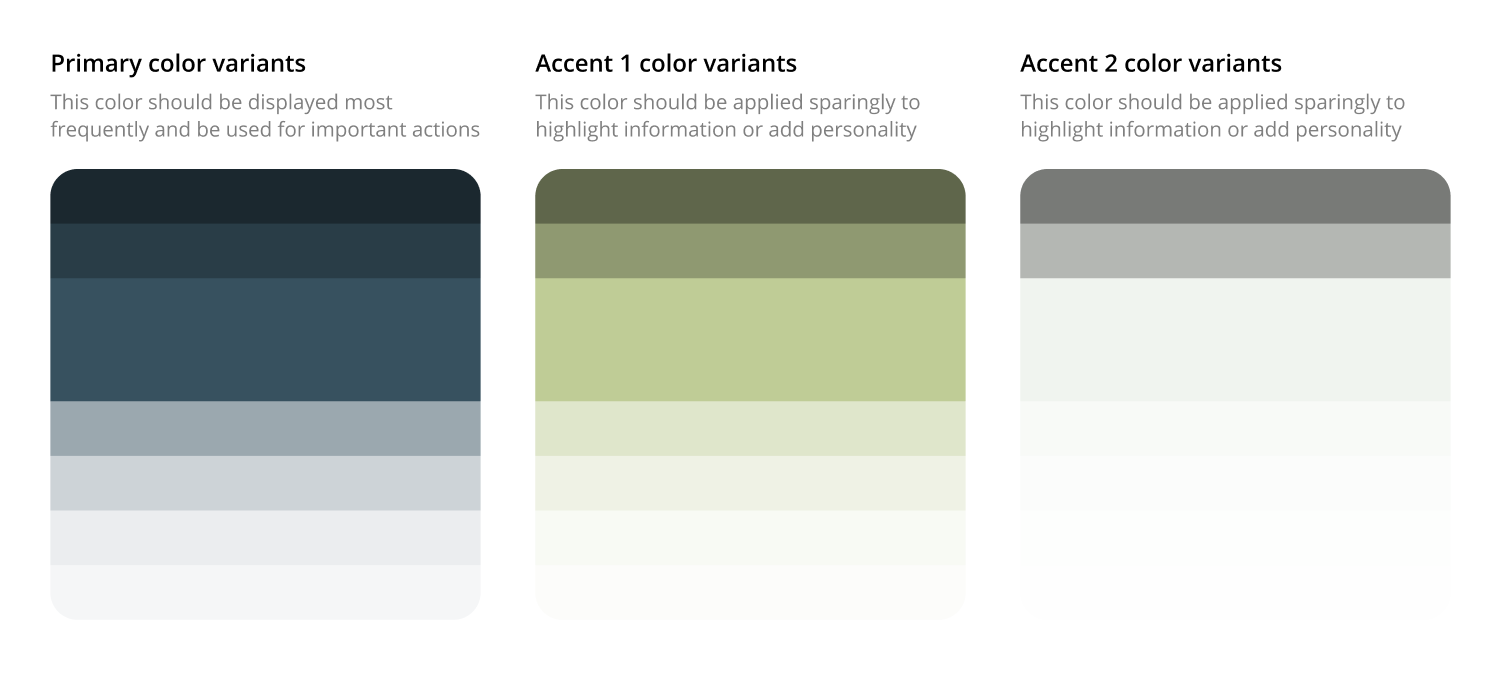 Primary color variants
This color should be displayed most
frequently and be used for important actions
Accent 1 color variants
This color should be applied sparingly to
highlight information or add personality
Accent 2 color variants
This color should be applied sparingly to
highlight information or add personality